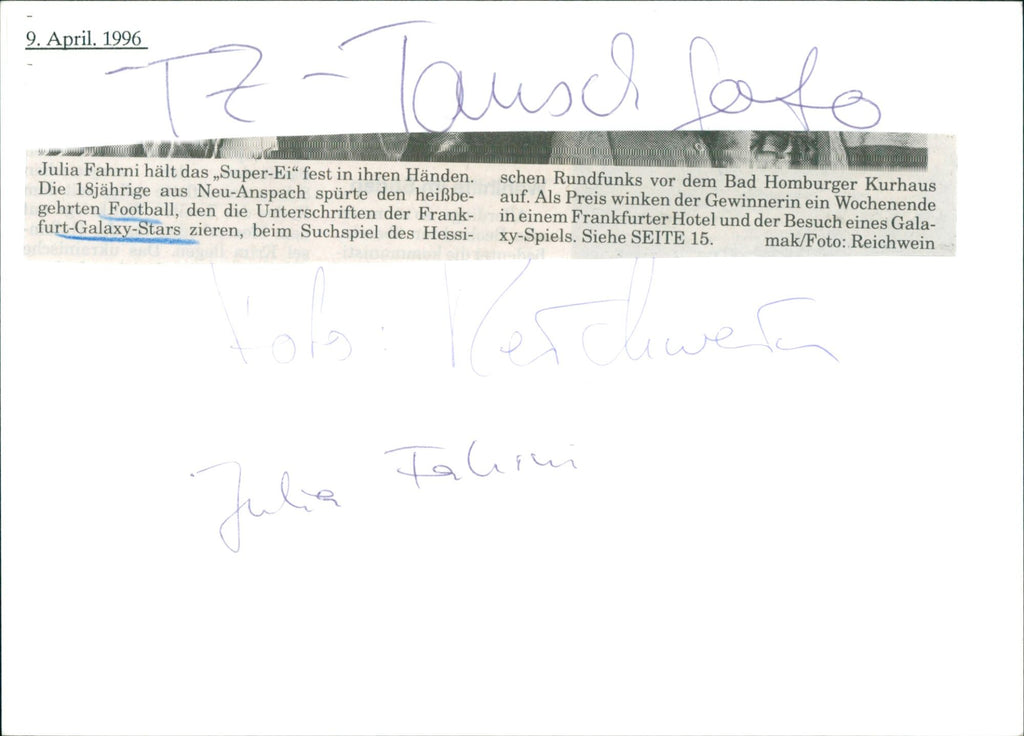 9. April. 1996
TZ - Tausch foto
Julia Fahrni hält das „Super-Ei" fest in ihren Händen.
Die 18jährige aus Neu-Anspach spürte den heißbe-
gehrten Football, den die Unterschriften der Frank-
furt-Galaxy-Stars zieren, beim Suchspiel des Hessi-
schen Rundfunks vor dem Bad Homburger Kurhaus
auf. Als Preis winken der Gewinnerin ein Wochenende
in einem Frankfurter Hotel und der Besuch eines Gala-
xy-Spiels. Siehe SEITE 15. mak/Foto: Reichwein
Foto: Reichwein
Julia Fahrni